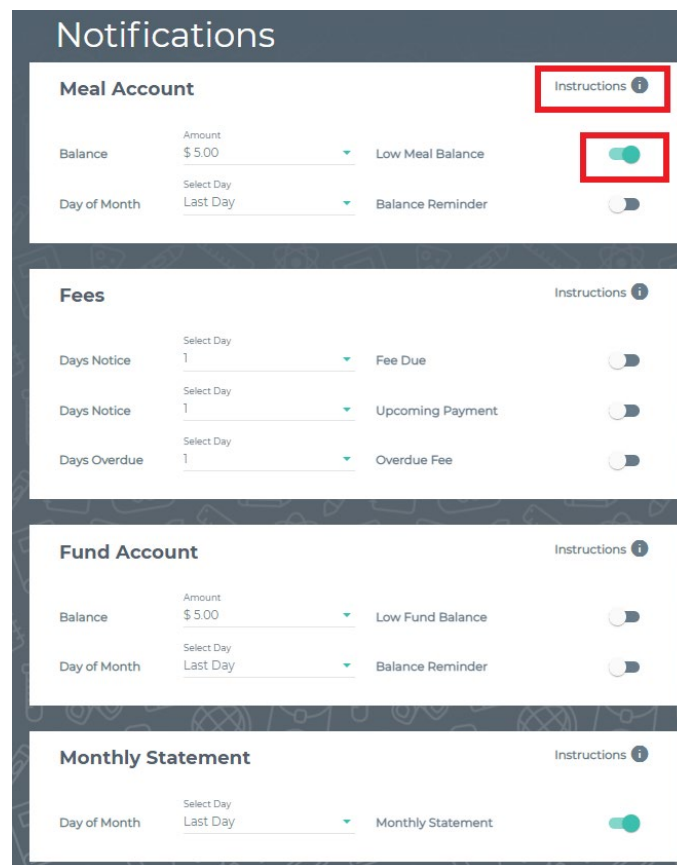 Notifications
Meal Account
Instructions
Amount
Balance $ 5.00 Low Meal Balance
Select Day
Day of Month Last Day Balance Reminder
Fees
Instructions
Select Day
Days Notice 1 Fee Due
Select Day
Days Notice 1 Upcoming Payment
Select Day
Days Overdue 1 Overdue Fee
Fund Account
Instructions
Amount
Balance $ 5.00 Low Fund Balance
Select Day
Day of Month Last Day Balance Reminder
Monthly Statement
Instructions
Select Day
Day of Month Last Day Monthly Statement